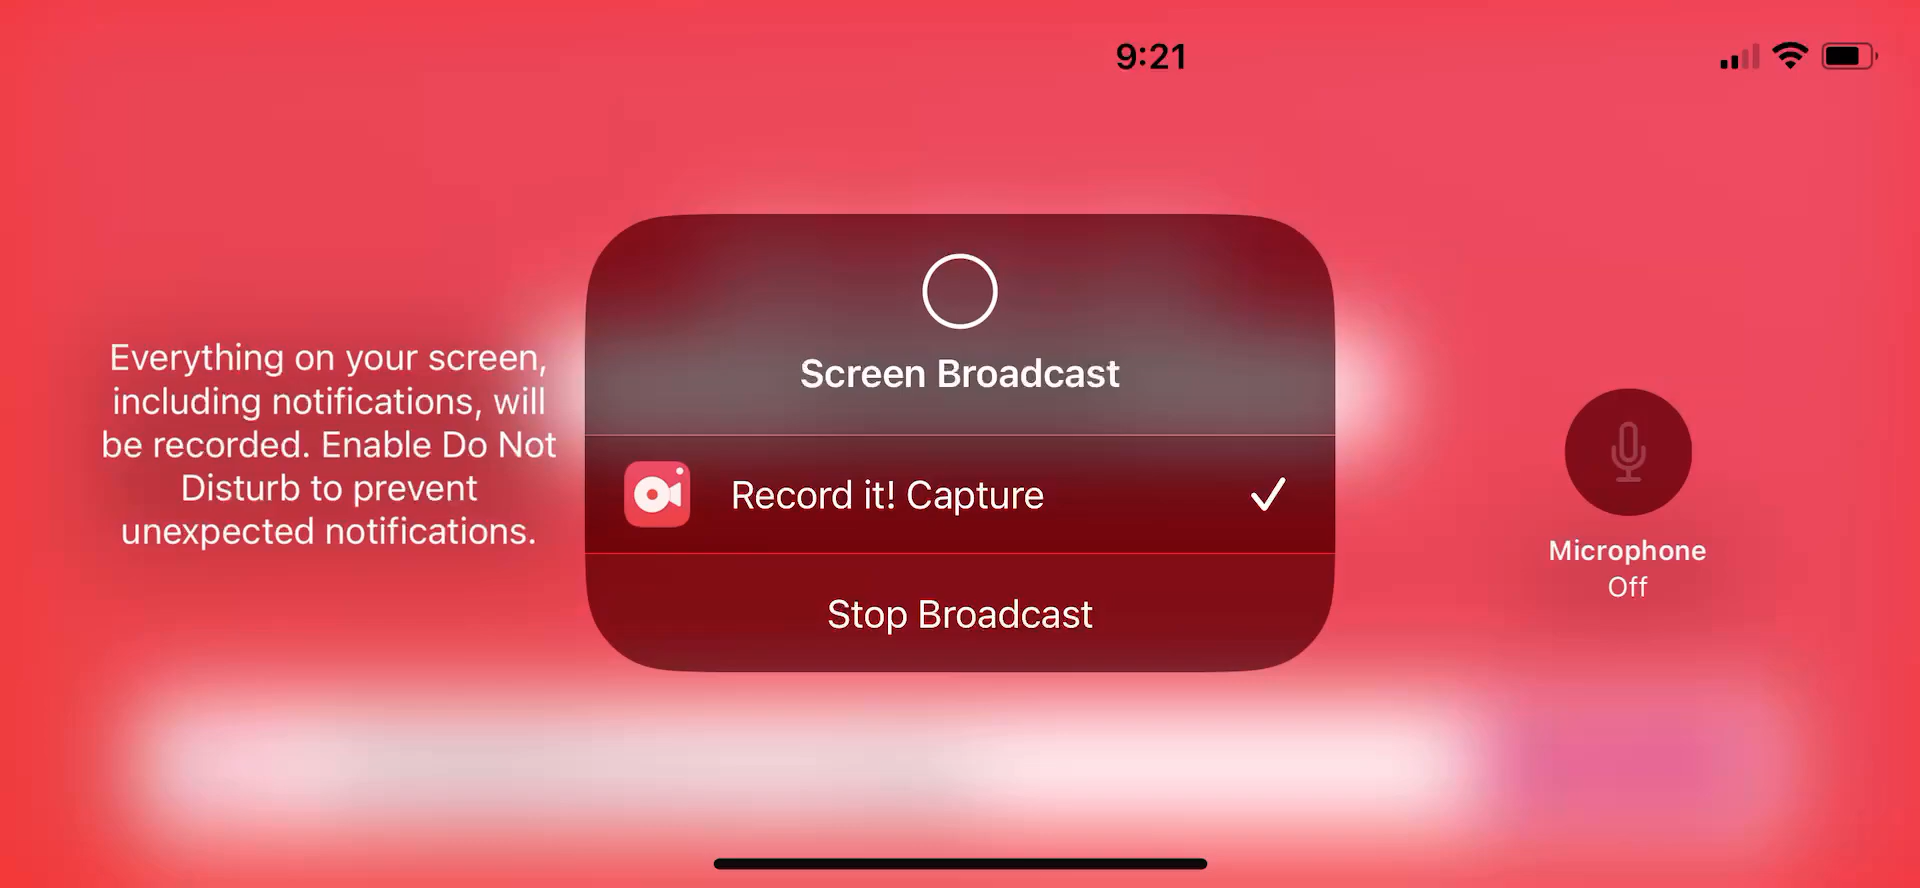 9:21
Everything on your screen,
including notifications, will
be recorded. Enable Do Not
Disturb to prevent
unexpected notifications.
Screen Broadcast
Record it! Capture
Stop Broadcast
Microphone
Off